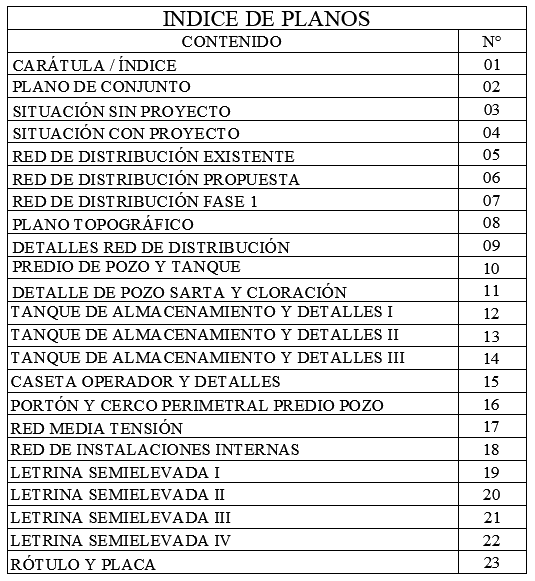 INDICE DE PLANOS
CONTENIDO N°
CARÁTULA / ÍNDICE 01
PLANO DE CONJUNTO 02
SITUACIÓN SIN PROYECTO 03
SITUACIÓN CON PROYECTO 04
RED DE DISTRIBUCIÓN EXISTENTE 05
RED DE DISTRIBUCIÓN PROPUESTA 06
RED DE DISTRIBUCIÓN FASE 1 07
PLANO TOPOGRÁFICO 08
DETALLES RED DE DISTRIBUCIÓN 09
PREDIO DE POZO Y TANQUE 10
DETALLE DE POZO SARTA Y CLORACIÓN 11
TANQUE DE ALMACENAMIENTO Y DETALLES I 12
TANQUE DE ALMACENAMIENTO Y DETALLES II 13
TANQUE DE ALMACENAMIENTO Y DETALLES III 14
CASETA OPERADOR Y DETALLES 15
PORTÓN Y CERCO PERIMETRAL PREDIO POZO 16
RED MEDIA TENSIÓN 17
RED DE INSTALACIONES INTERNAS 18
LETRINA SEMIELEVADA I 19
LETRINA SEMIELEVADA II 20
LETRINA SEMIELEVADA III 21
LETRINA SEMIELEVADA IV 22
RÓTULO Y PLACA 23